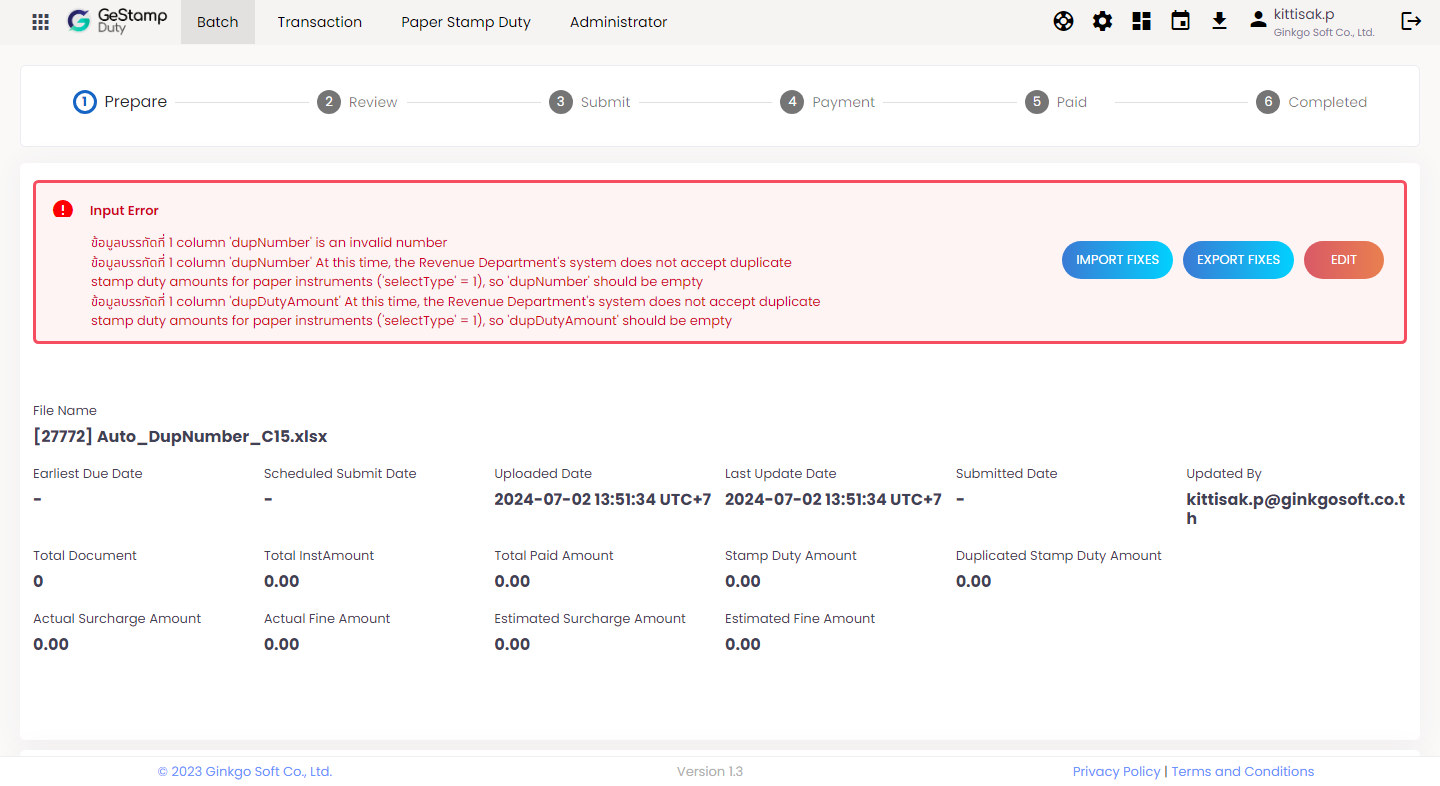 GeStamp
Duty
Batch
Transaction
Paper Stamp Duty
Administrator
kittisak.p
Ginkgo Soft Co., Ltd.
1 Prepare
2 Review
3 Submit
4 Payment
5 Paid
6 Completed
Input Error
ข้อมูลบรรทัดที่ 1 column 'dupNumber' is an invalid number
ข้อมูลบรรทัดที่ 1 column 'dupNumber' At this time, the Revenue Department's system does not accept duplicate
stamp duty amounts for paper instruments ('selectType' = 1), so 'dupNumber' should be empty
ข้อมูลบรรทัดที่ 1 column 'dupDutyAmount' At this time, the Revenue Department's system does not accept duplicate
stamp duty amounts for paper instruments ('selectType' = 1), so 'dupDutyAmount' should be empty
IMPORT FIXES
EXPORT FIXES
EDIT
File Name
[27772] Auto_DupNumber_C15.xlsx
Earliest Due Date
-
Scheduled Submit Date
-
Uploaded Date
2024-07-02 13:51:34 UTC+7
Last Update Date
2024-07-02 13:51:34 UTC+7
Submitted Date
-
Updated By
kittisak.p@ginkgosoft.co.t
h
Total Document
0
Total InstAmount
0.00
Total Paid Amount
0.00
Stamp Duty Amount
0.00
Duplicated Stamp Duty Amount
0.00
Actual Surcharge Amount
0.00
Actual Fine Amount
0.00
Estimated Surcharge Amount
0.00
Estimated Fine Amount
0.00
© 2023 Ginkgo Soft Co., Ltd.
Version 1.3
Privacy Policy | Terms and Conditions